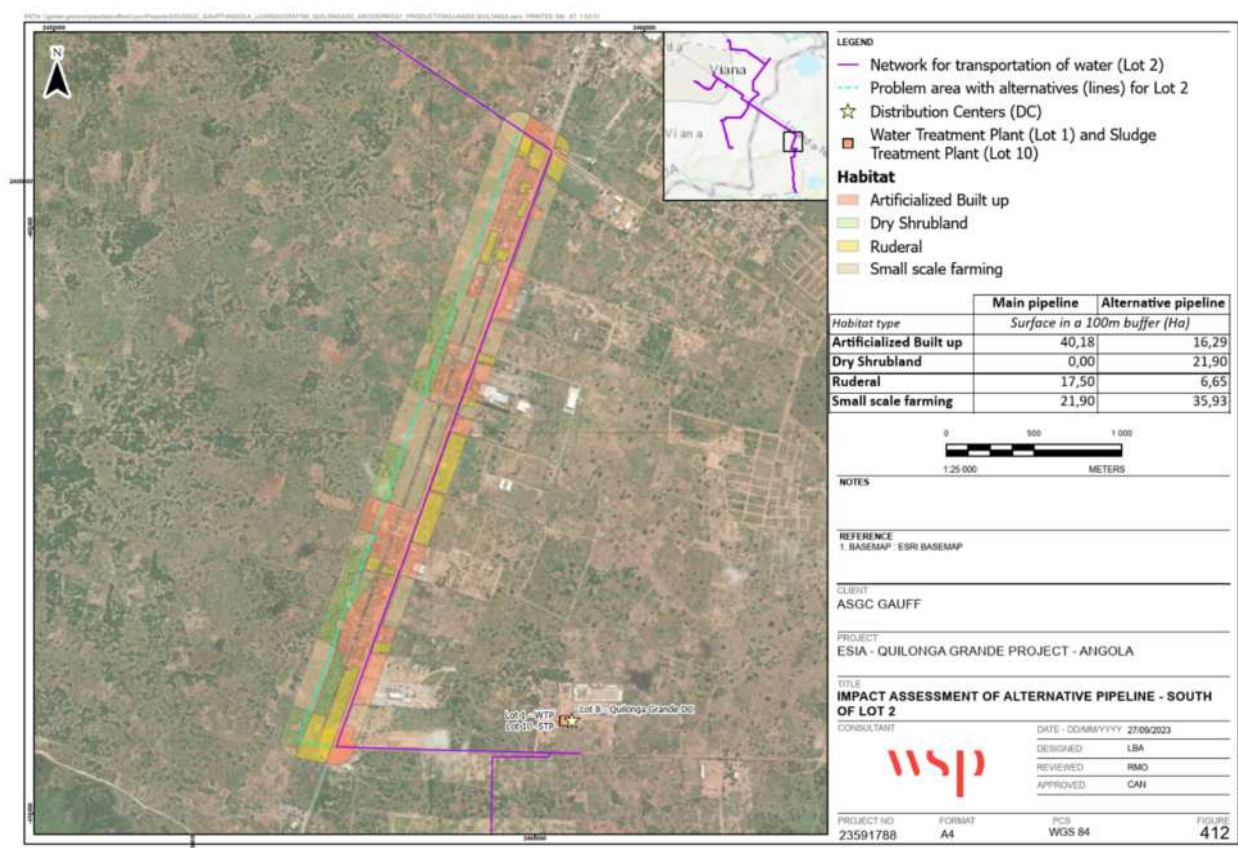 N
Viana
Viana
Lot 1 - WTP
Lot 10 - STP
Lot 8 - Quilonga Grande DC
LEGEND
Network for transportation of water (Lot 2)
Problem area with alternatives (lines) for Lot 2
Distribution Centers (DC)
Water Treatment Plant (Lot 1) and Sludge
Treatment Plant (Lot 10)
Habitat
Artificialized Built up
Dry Shrubland
Ruderal
Small scale farming
Main pipeline Alternative pipeline
Habitat type Surface in a 100m buffer (Ha)
Artificialized Built up 40,18 16,29
Dry Shrubland 0,00 21,90
Ruderal 17,50 6,65
Small scale farming 21,90 35,93
0 500 1 000
1:25 000 METERS
NOTES
REFERENCE
1. BASEMAP : ESRI BASEMAP
CLIENT
ASGC GAUFF
PROJECT
ESIA - QUILONGA GRANDE PROJECT - ANGOLA
TITLE
IMPACT ASSESSMENT OF ALTERNATIVE PIPELINE - SOUTH
OF LOT 2
CONSULTANT
wsp
DATE - DD/MM/YYYY 27/09/2023
DESIGNED LBA
REVIEWED RMO
APPROVED CAN
PROJECT NO FORMAT PCS FIGURE
23591788 A4 WGS 84 412